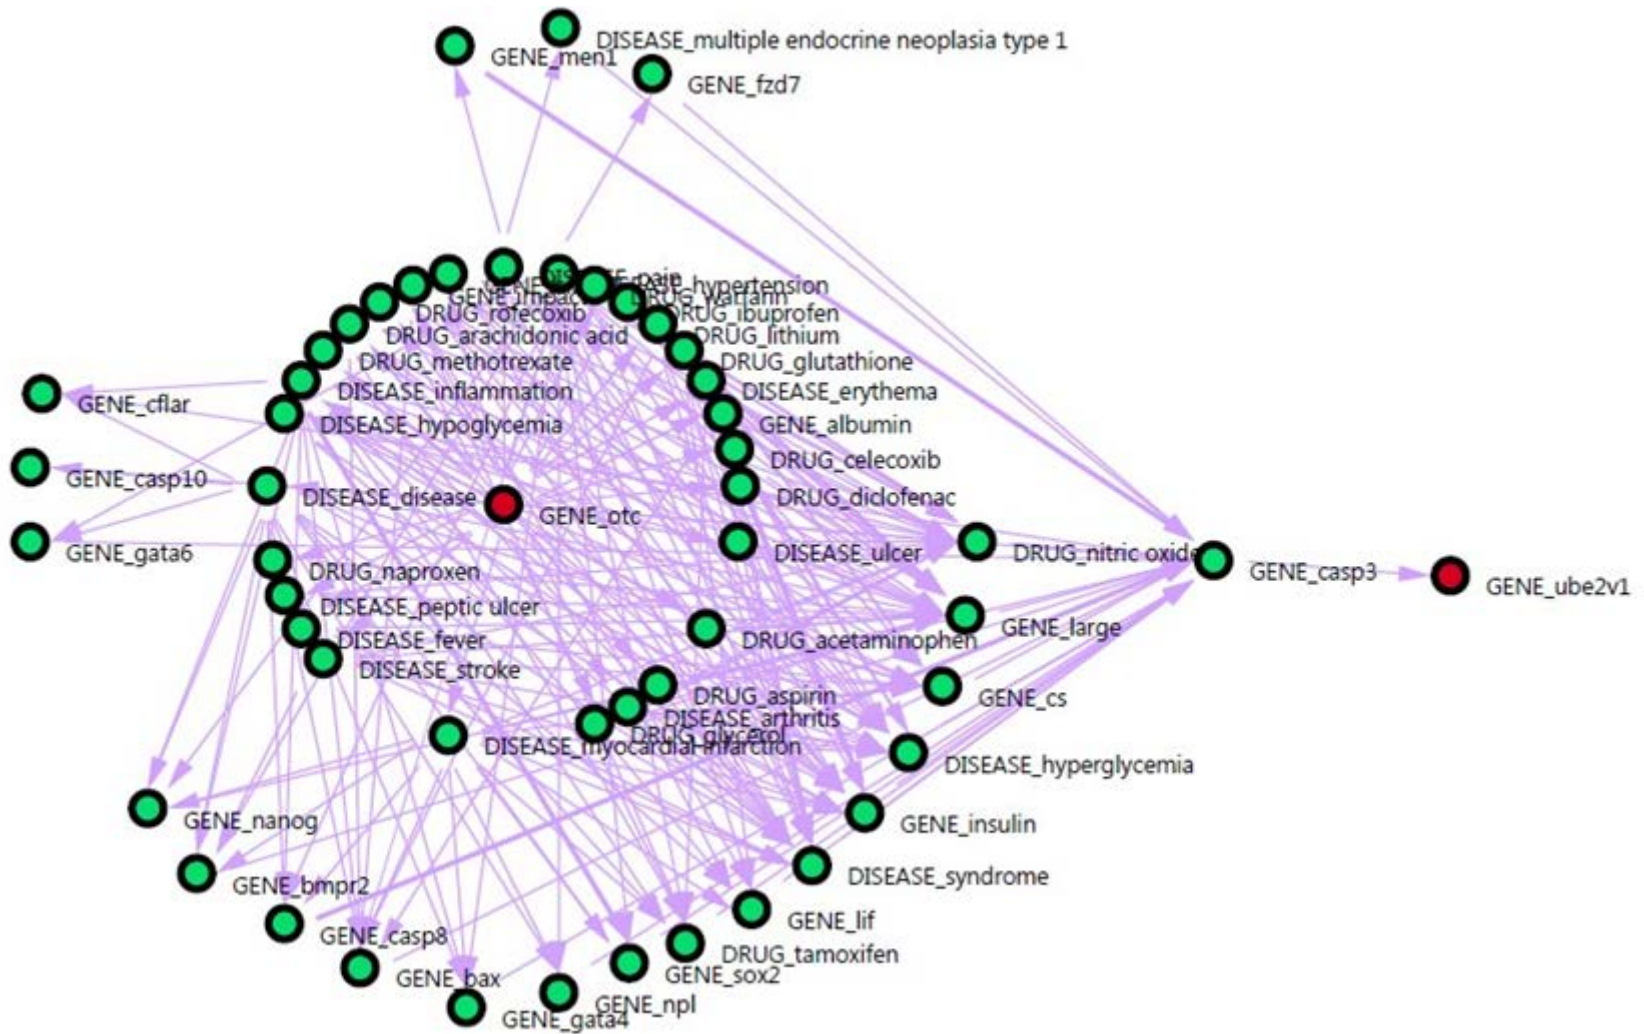 DISEASE_multiple endocrine neoplasia type 1
GENE_men1
GENE_fzd7
DISEASE_pain
DISEASE_hypertension
GENE_impact
DRUG_warfarin
DRUG_rofecoxib
DRUG_ibuprofen
DRUG_arachidonic acid
DRUG_lithium
DRUG_methotrexate
DRUG_glutathione
DISEASE_inflammation
DISEASE_erythema
GENE_cflar
DISEASE_hypoglycemia
GENE_albumin
DRUG_celecoxib
GENE_casp10
DISEASE_disease
DRUG_diclofenac
GENE_otc
GENE_gata6
DISEASE_ulcer
DRUG_nitric oxide
DRUG_naproxen
GENE_casp3
GENE_ube2v1
DISEASE_peptic ulcer
GENE_large
DISEASE_fever
DRUG_acetaminophen
DISEASE_stroke
DRUG_aspirin
GENE_cs
DISEASE_arthritis
DRUG_glycerol
DISEASE_myocardial infarction
DISEASE_hyperglycemia
GENE_nanog
GENE_insulin
GENE_bmpr2
DISEASE_syndrome
GENE_lif
GENE_casp8
DRUG_tamoxifen
GENE_bax
GENE_sox2
GENE_npl
GENE_gata4